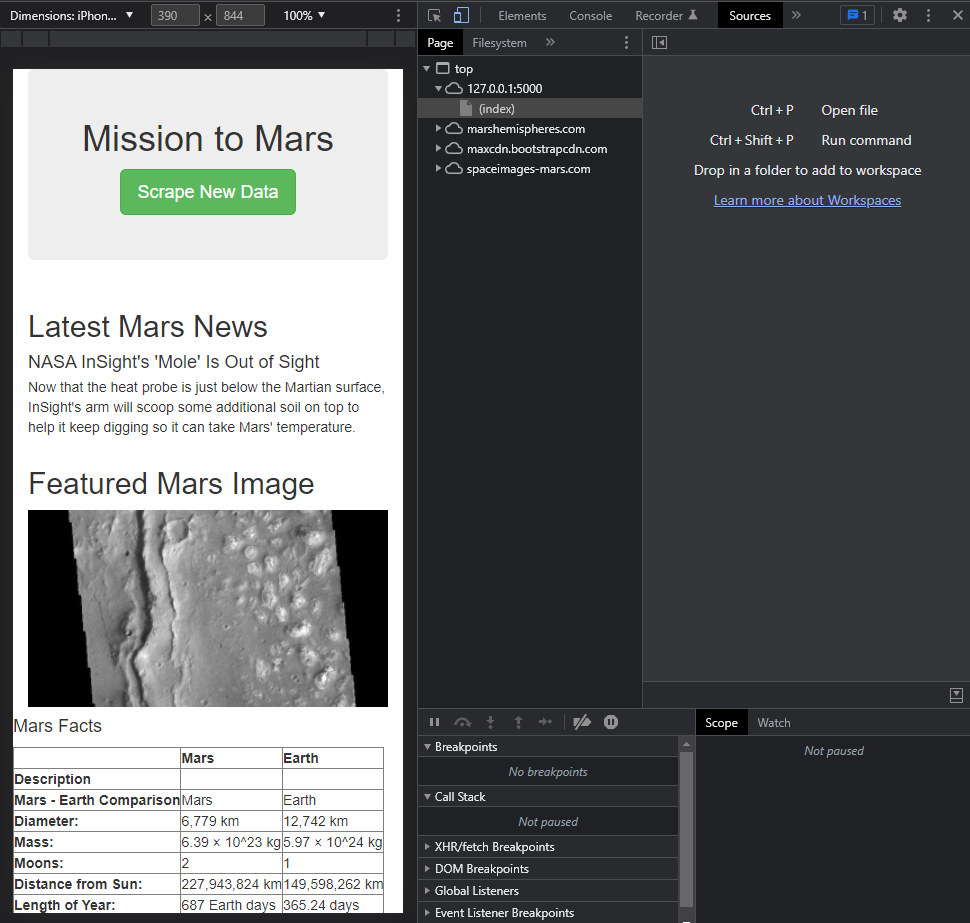 Dimensions: iPhon... ▼ 390 × 844 100% ▼
Elements Console Recorder Sources » 1
Page Filesystem »
top
127.0.0.1:5000
(index)
marshemispheres.com
maxcdn.bootstrapcdn.com
spaceimages-mars.com
Ctrl + P Open file
Ctrl + Shift + P Run command
Drop in a folder to add to workspace
Learn more about Workspaces
Mission to Mars
Scrape New Data
Latest Mars News
NASA InSight's 'Mole' Is Out of Sight
Now that the heat probe is just below the Martian surface,
InSight's arm will scoop some additional soil on top to
help it keep digging so it can take Mars' temperature.
Featured Mars Image
Mars Facts
Mars Earth
Description
Mars - Earth Comparison Mars Earth
Diameter: 6,779 km 12,742 km
Mass: 6.39 × 10^23 kg 5.97 × 10^24 kg
Moons: 2 1
Distance from Sun: 227,943,824 km 149,598,262 km
Length of Year: 687 Earth days 365.24 days
Breakpoints
No breakpoints
Call Stack
Not paused
XHR/fetch Breakpoints
DOM Breakpoints
Global Listeners
Event Listener Breakpoints
Scope Watch
Not paused